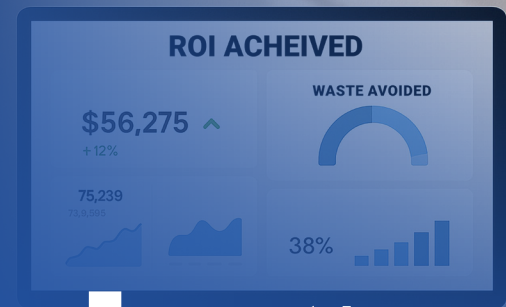 ROI ACHEIVED
WASTE AVOIDED
$56,275
+12%
75,239
38%